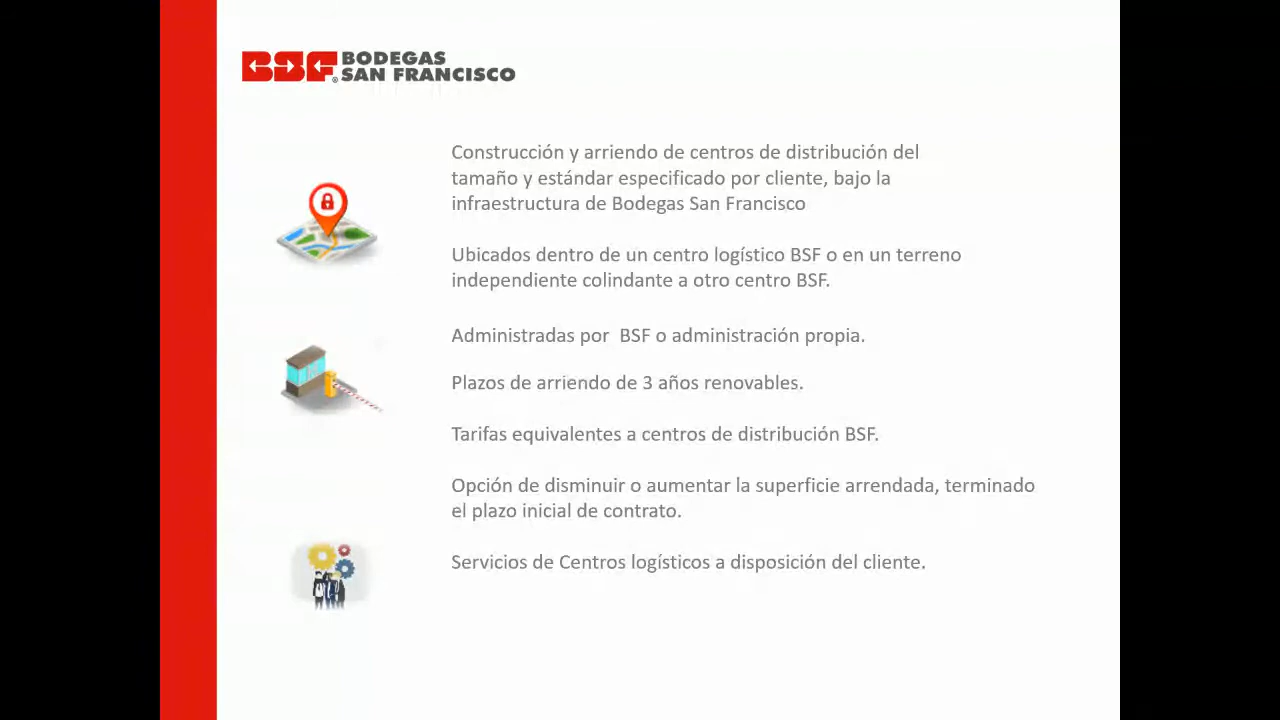 BSF® BODEGAS
SAN FRANCISCO
Construcción y arriendo de centros de distribución del
tamaño y estándar especificado por cliente, bajo la
infraestructura de Bodegas San Francisco
Ubicados dentro de un centro logístico BSF o en un terreno
independiente colindante a otro centro BSF.
Administradas por  BSF o administración propia.
Plazos de arriendo de 3 años renovables.
Tarifas equivalentes a centros de distribución BSF.
Opción de disminuir o aumentar la superficie arrendada, terminado
el plazo inicial de contrato.
Servicios de Centros logísticos a disposición del cliente.